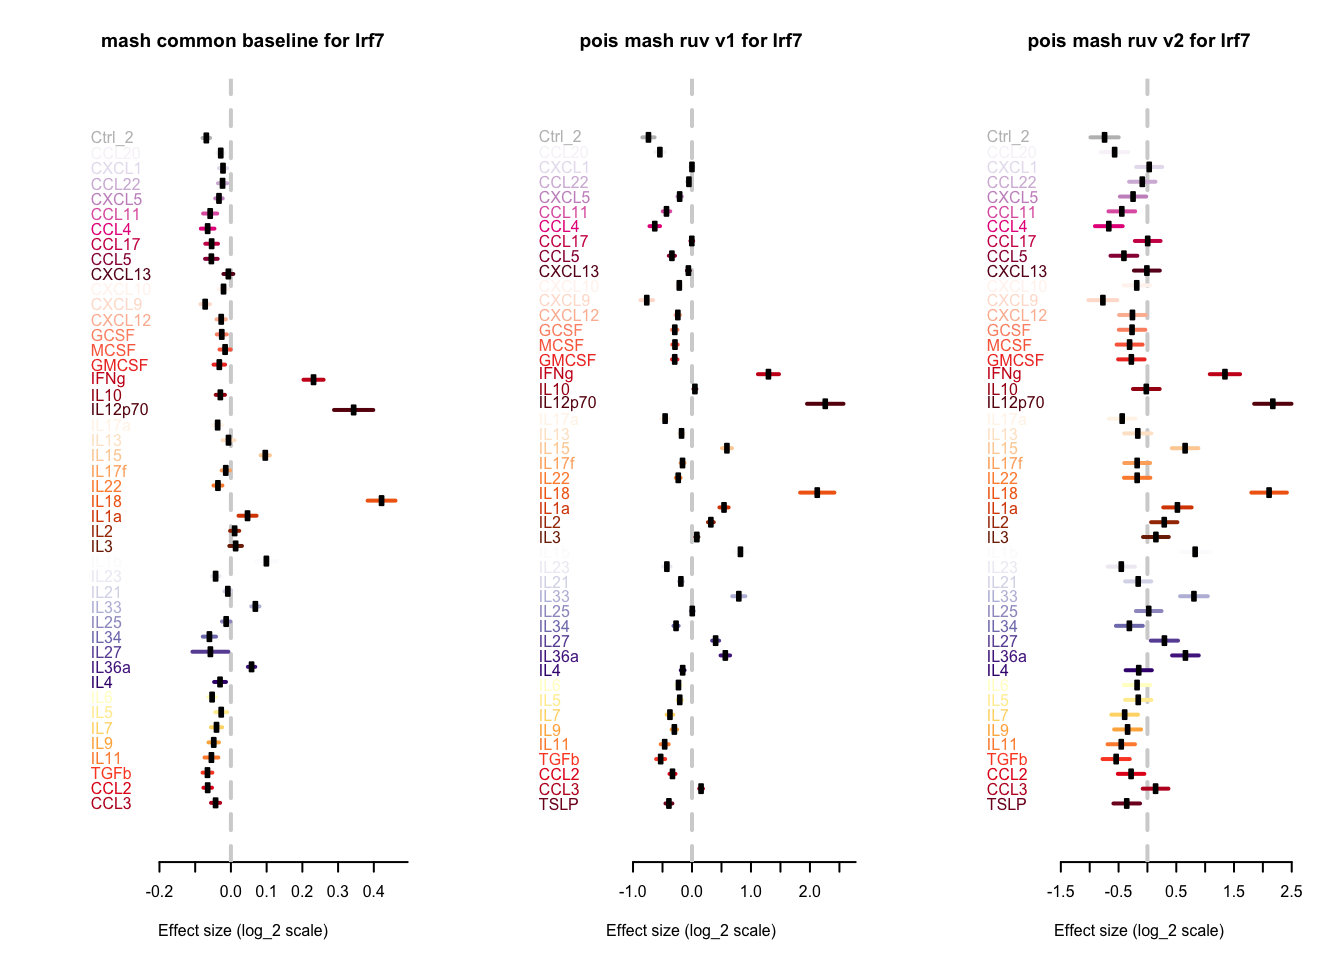 mash common baseline for Irf7
Ctrl_2
CCL20
CXCL1
CCL22
CXCL5
CCL11
CCL4
CCL17
CCL5
CXCL13
CXCL10
CXCL9
CXCL12
GCSF
MCSF
GMCSF
IFNg
IL10
IL12p70
IL17a
IL13
IL15
IL17f
IL22
IL18
IL1a
IL2
IL3
IL23
IL21
IL33
IL25
IL34
IL27
IL36a
IL4
IL5
IL7
IL9
IL11
TGFb
CCL2
CCL3
-0.2 0.0 0.1 0.2 0.3 0.4
Effect size (log_2 scale)
pois mash ruv v1 for Irf7
Ctrl_2
CCL20
CXCL1
CCL22
CXCL5
CCL11
CCL4
CCL17
CCL5
CXCL13
CXCL10
CXCL9
CXCL12
GCSF
MCSF
GMCSF
IFNg
IL10
IL12p70
IL17a
IL13
IL15
IL17f
IL22
IL18
IL1a
IL2
IL3
IL23
IL21
IL33
IL25
IL34
IL27
IL36a
IL4
IL5
IL7
IL9
IL11
TGFb
CCL2
CCL3
TSLP
-1.0 0.0 1.0 2.0
Effect size (log_2 scale)
pois mash ruv v2 for Irf7
Ctrl_2
CCL20
CXCL1
CCL22
CXCL5
CCL11
CCL4
CCL17
CCL5
CXCL13
CXCL10
CXCL9
CXCL12
GCSF
MCSF
GMCSF
IFNg
IL10
IL12p70
IL17a
IL13
IL15
IL17f
IL22
IL18
IL1a
IL2
IL3
IL23
IL21
IL33
IL25
IL34
IL27
IL36a
IL4
IL5
IL7
IL9
IL11
TGFb
CCL2
CCL3
TSLP
-1.5 -0.5 0.5 1.5 2.5
Effect size (log_2 scale)